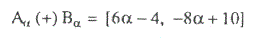 Aα (+) Bα = [6α − 4, −8α + 10]